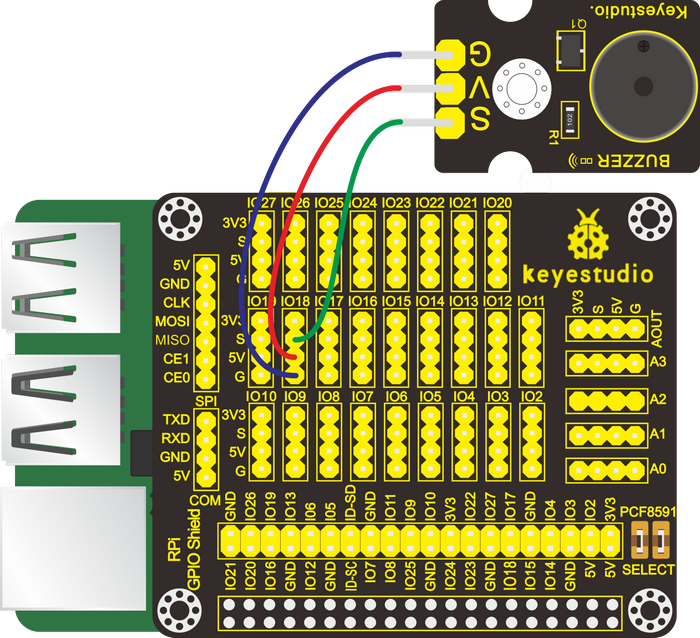 Keyestudio.
Q1
G
V
S
102
R1
BUZZER
IO27 IO26 IO25 IO24 IO23 IO22 IO21 IO20
3V3
S
5V
G
keyestudio
5V
GND
CLK
MOSI
MISO
CE1
CE0
SPI
IO19 IO18 IO17 IO16 IO15 IO14 IO13 IO12 IO11
3V3
S
5V
G
3V3 S 5V G
AOUT
A3
A2
A1
A0
IO10 IO9 IO8 IO7 IO6 IO5 IO4 IO3 IO2
3V3
S
5V
G
TXD
RXD
GND
5V
COM
RPi
GPIO Shield
GND IO26 IO19 IO13 IO6 IO5 ID-SD GND IO11 IO9 IO10 3V3 IO22 IO27 IO17 GND IO4 IO3 IO2 3V3
IO21 IO20 IO16 GND IO12 GND ID-SC IO7 IO8 IO25 GND IO24 IO23 GND IO18 IO15 IO14 GND 5V 5V
PCF8591
SELECT